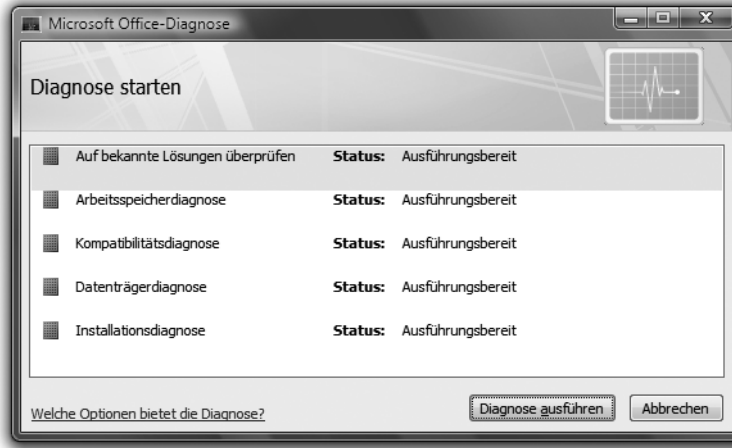 Microsoft Office-Diagnose
Diagnose starten
Auf bekannte Lösungen überprüfen Status: Ausführungsbereit
Arbeitsspeicherdiagnose Status: Ausführungsbereit
Kompatibilitätsdiagnose Status: Ausführungsbereit
Datenträgerdiagnose Status: Ausführungsbereit
Installationsdiagnose Status: Ausführungsbereit
Welche Optionen bietet die Diagnose? Diagnose ausführen Abbrechen